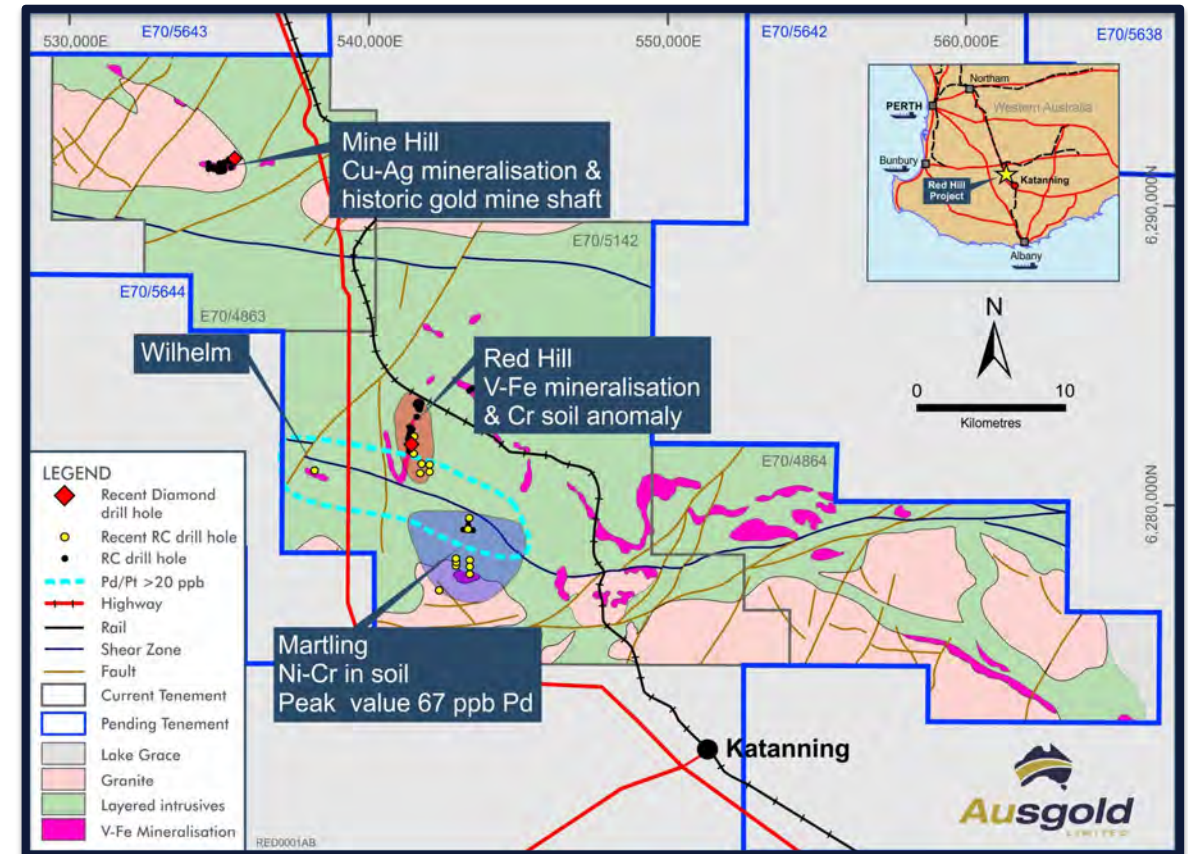 E70/5643
530,000E
540,000E
550,000E
E70/5642
560,000E
E70/5638
Northam
PERTH
Western Australia
Bunbury
Red Hill
Project
Katanning
Albany
6,290,000N
Mine Hill
Cu-Ag mineralisation &
historic gold mine shaft
E70/5142
E70/5644
E70/4863
Wilhelm
Red Hill
V-Fe mineralisation
& Cr soil anomaly
N
0
10
Kilometres
E70/4864
6,280,000N
LEGEND
Recent Diamond
drill hole
Recent RC drill hole
RC drill hole
Pd/Pt >20 ppb
Highway
Rail
Shear Zone
Fault
Current Tenement
Pending Tenement
Lake Grace
Granite
Layered intrusives
V-Fe Mineralisation
Martling
Ni-Cr in soil
Peak value 67 ppb Pd
Katanning
RED0001AB
Ausgold
LIMITED